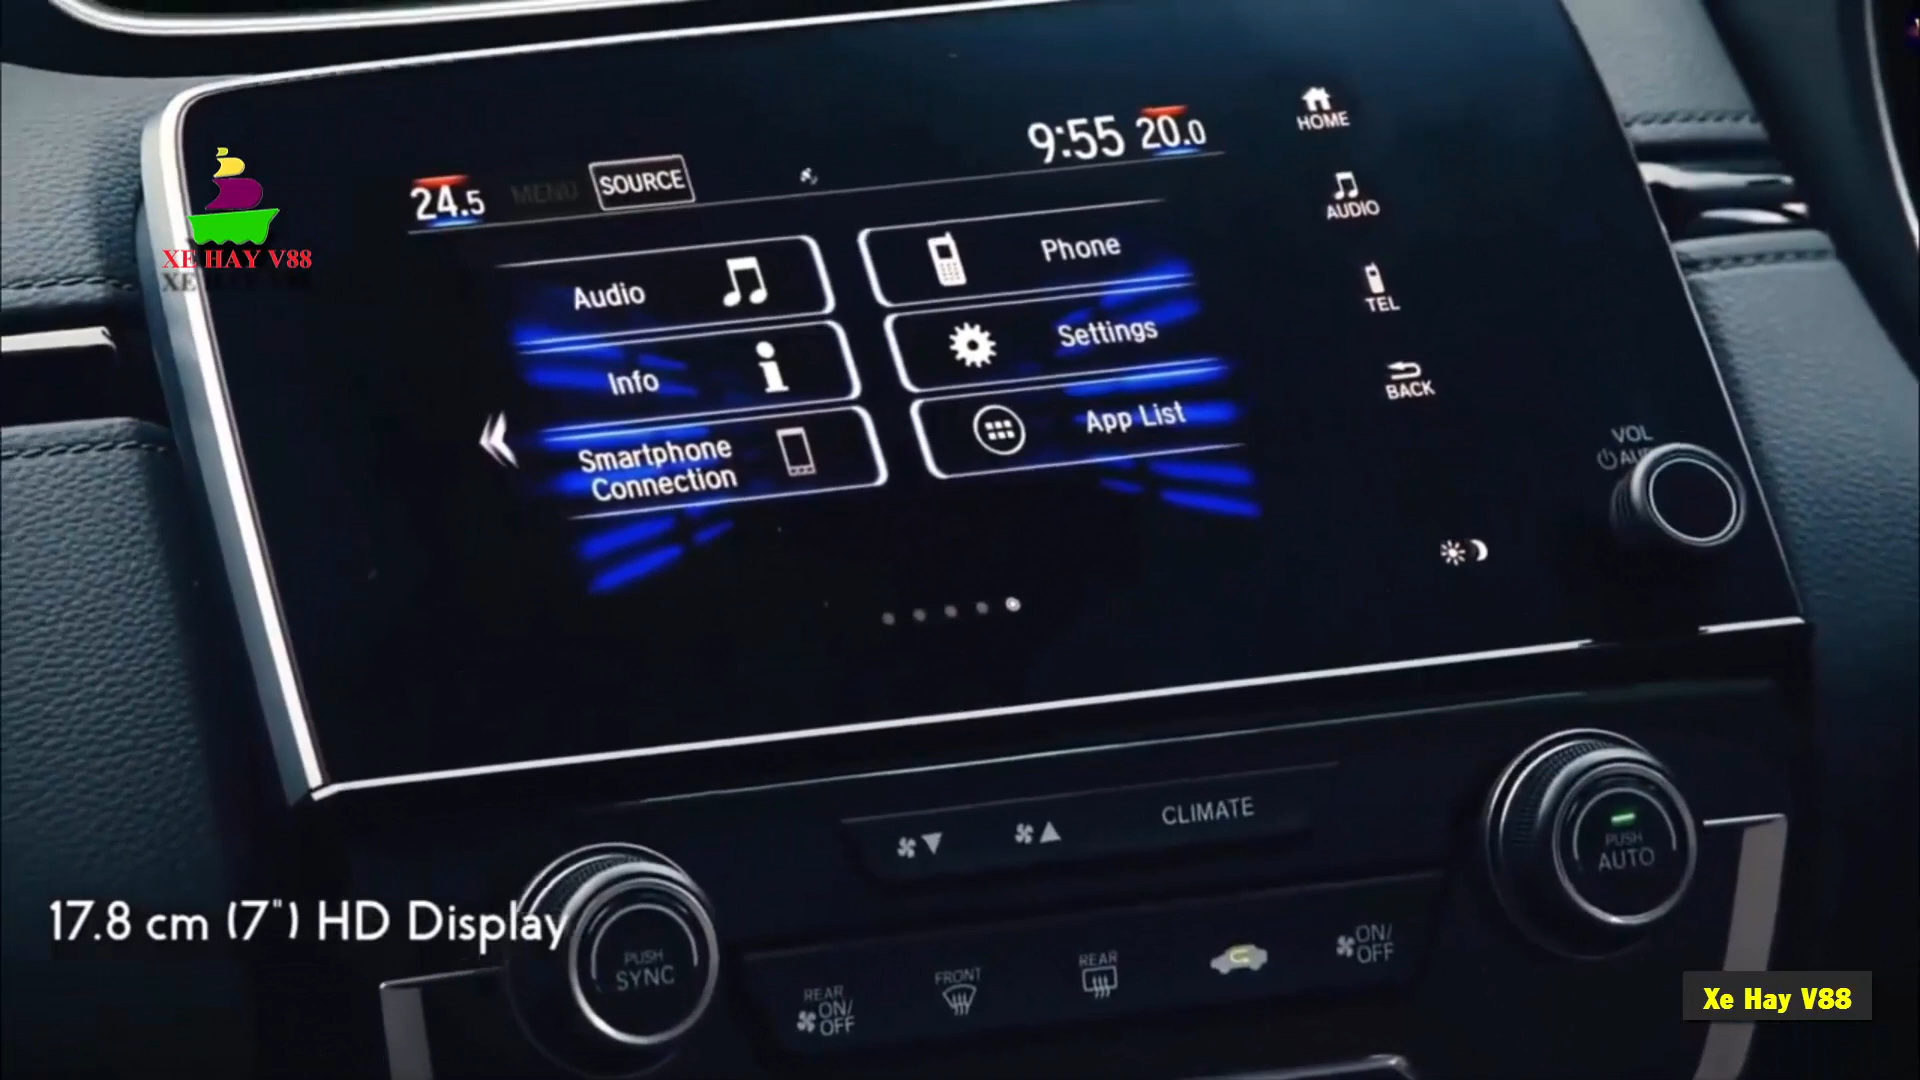 24.5
MENU
SOURCE
9:55
20.0
Audio
Phone
Info
Settings
Smartphone
Connection
App List
HOME
AUDIO
TEL
BACK
VOL
XE HAY V88
CLIMATE
PUSH
AUTO
PUSH
SYNC
REAR
ON/
OFF
FRONT
REAR
ON/
OFF
17.8 cm (7") HD Display
Xe Hay V88